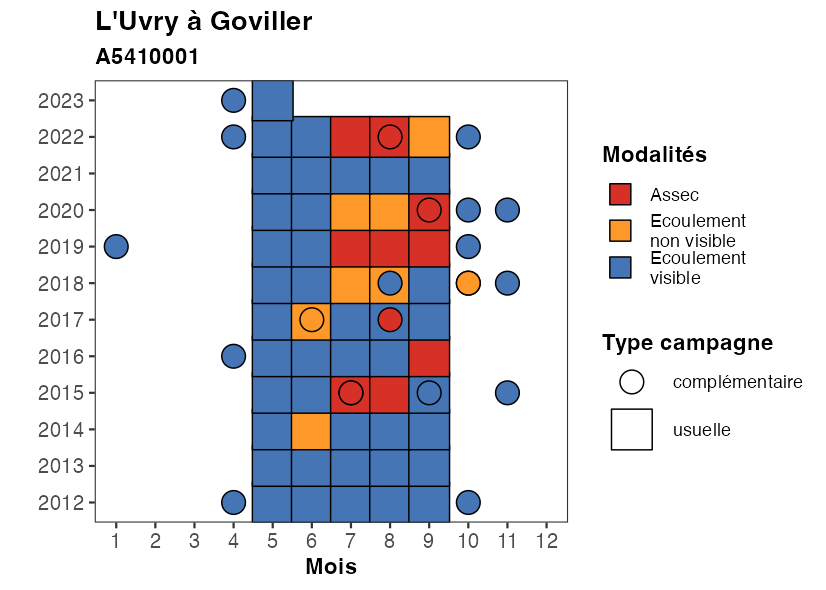 L'Uvry à Goviller
A5410001
2023
2022
2021
2020
2019
2018
2017
2016
2015
2014
2013
2012
1 2 3 4 5 6 7 8 9 10 11 12
Mois
Modalités
Assec
Ecoulement
non visible
Ecoulement
visible
Type campagne
complémentaire
usuelle